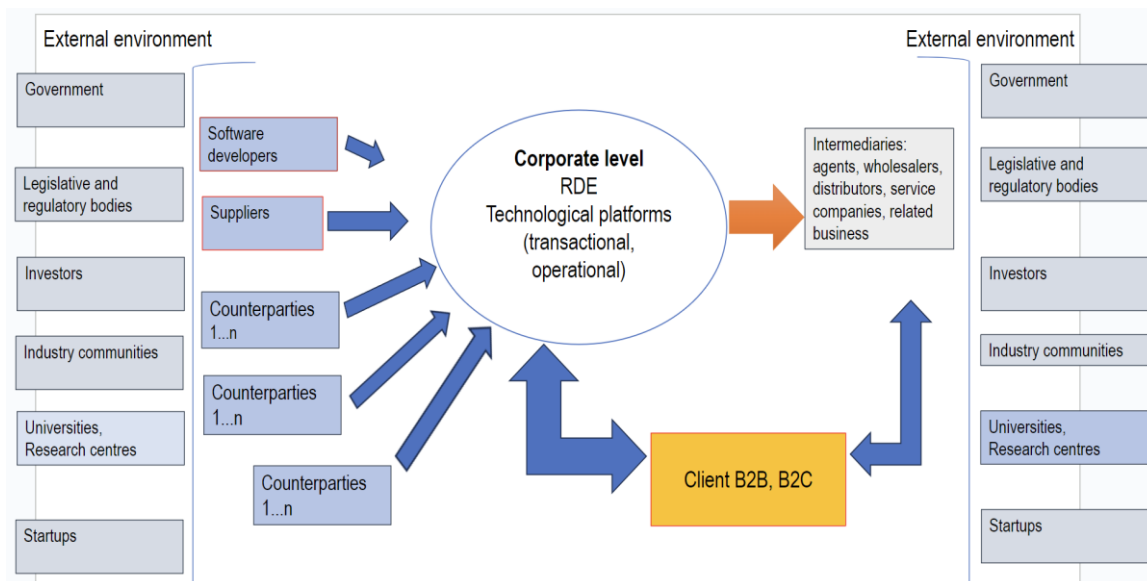 External environment
External environment
Government
Legislative and
regulatory bodies
Investors
Industry communities
Universities,
Research centres
Startups
Software
developers
Suppliers
Counterparties
1...n
Counterparties
1...n
Counterparties
1...n
Corporate level
RDE
Technological platforms
(transactional,
operational)
Intermediaries:
agents, wholesalers,
distributors, service
companies, related
business
Client B2B, B2C
Government
Legislative and
regulatory bodies
Investors
Industry communities
Universities,
Research centres
Startups